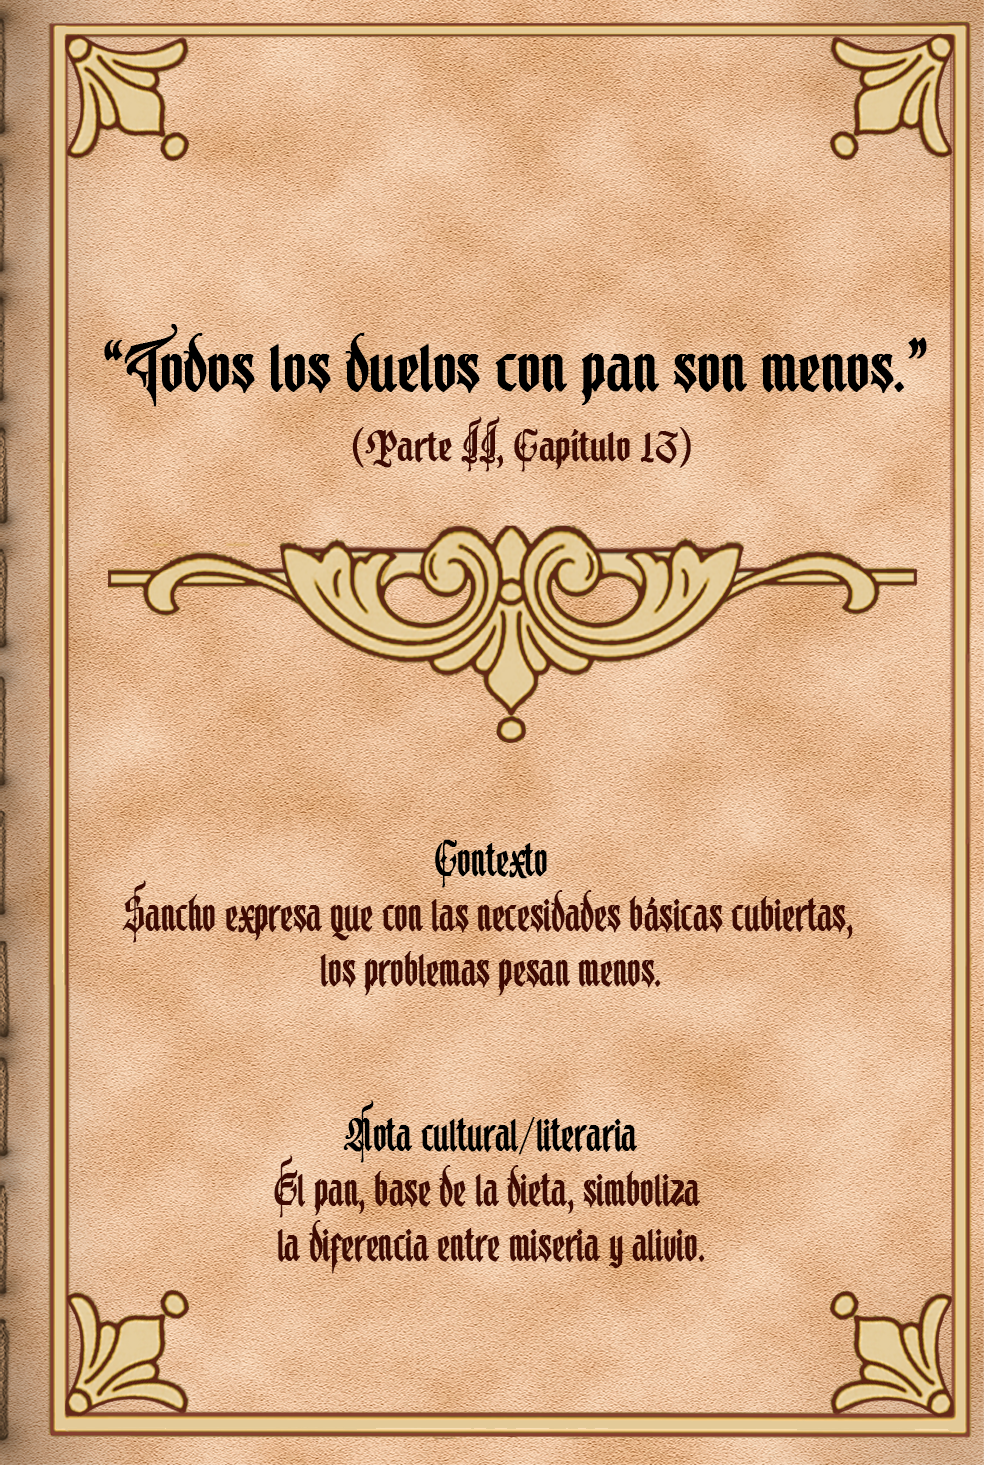 “Todos los duelos con pan son menos.”
(Parte II, Capítulo 13)
Contexto
Sancho expresa que con las necesidades básicas cubiertas,
los problemas pesan menos.
Nota cultural/literaria
El pan, base de la dieta, simboliza
la diferencia entre miseria y alivio.